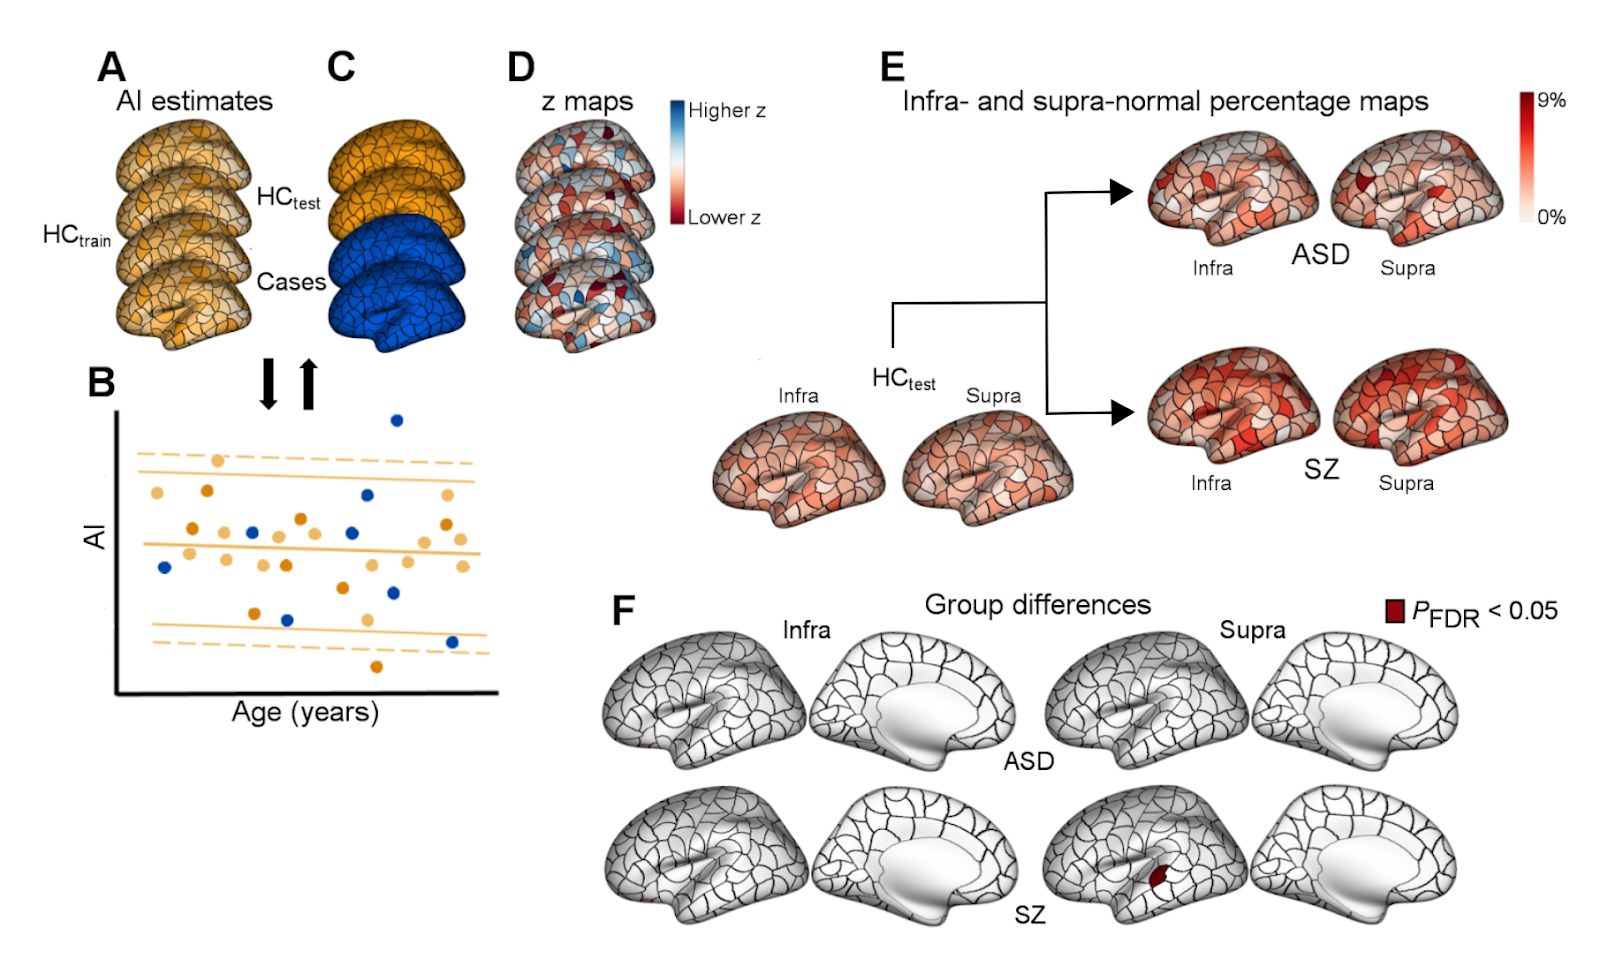 A
AI estimates
HCtrain
C
HCtest
Cases
D
z maps
Higher z
Lower z
B
AI
Age (years)
E
Infra- and supra-normal percentage maps
9%
0%
Infra
ASD
Supra
HCtest
Infra
Supra
Infra
SZ
Supra
F
Group differences
PFDR < 0.05
Infra
Supra
ASD
SZ